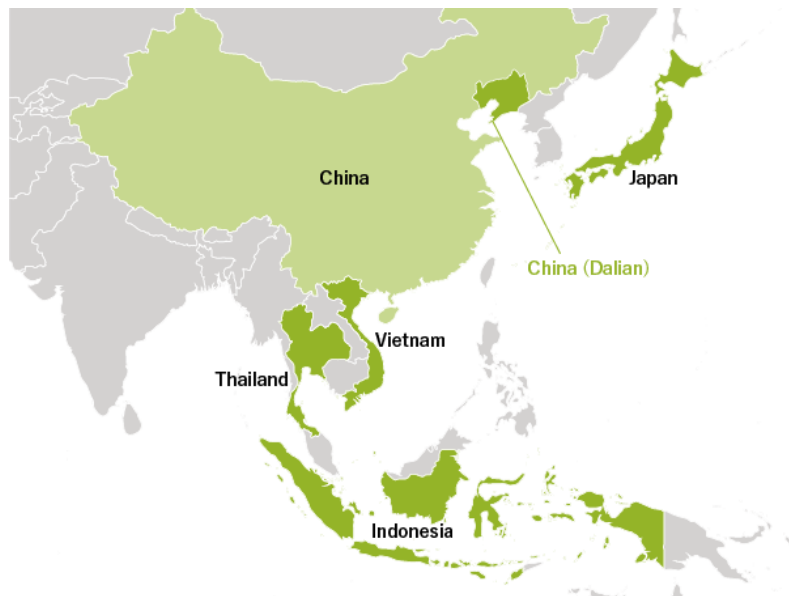 China
Japan
China (Dalian)
Vietnam
Thailand
Indonesia